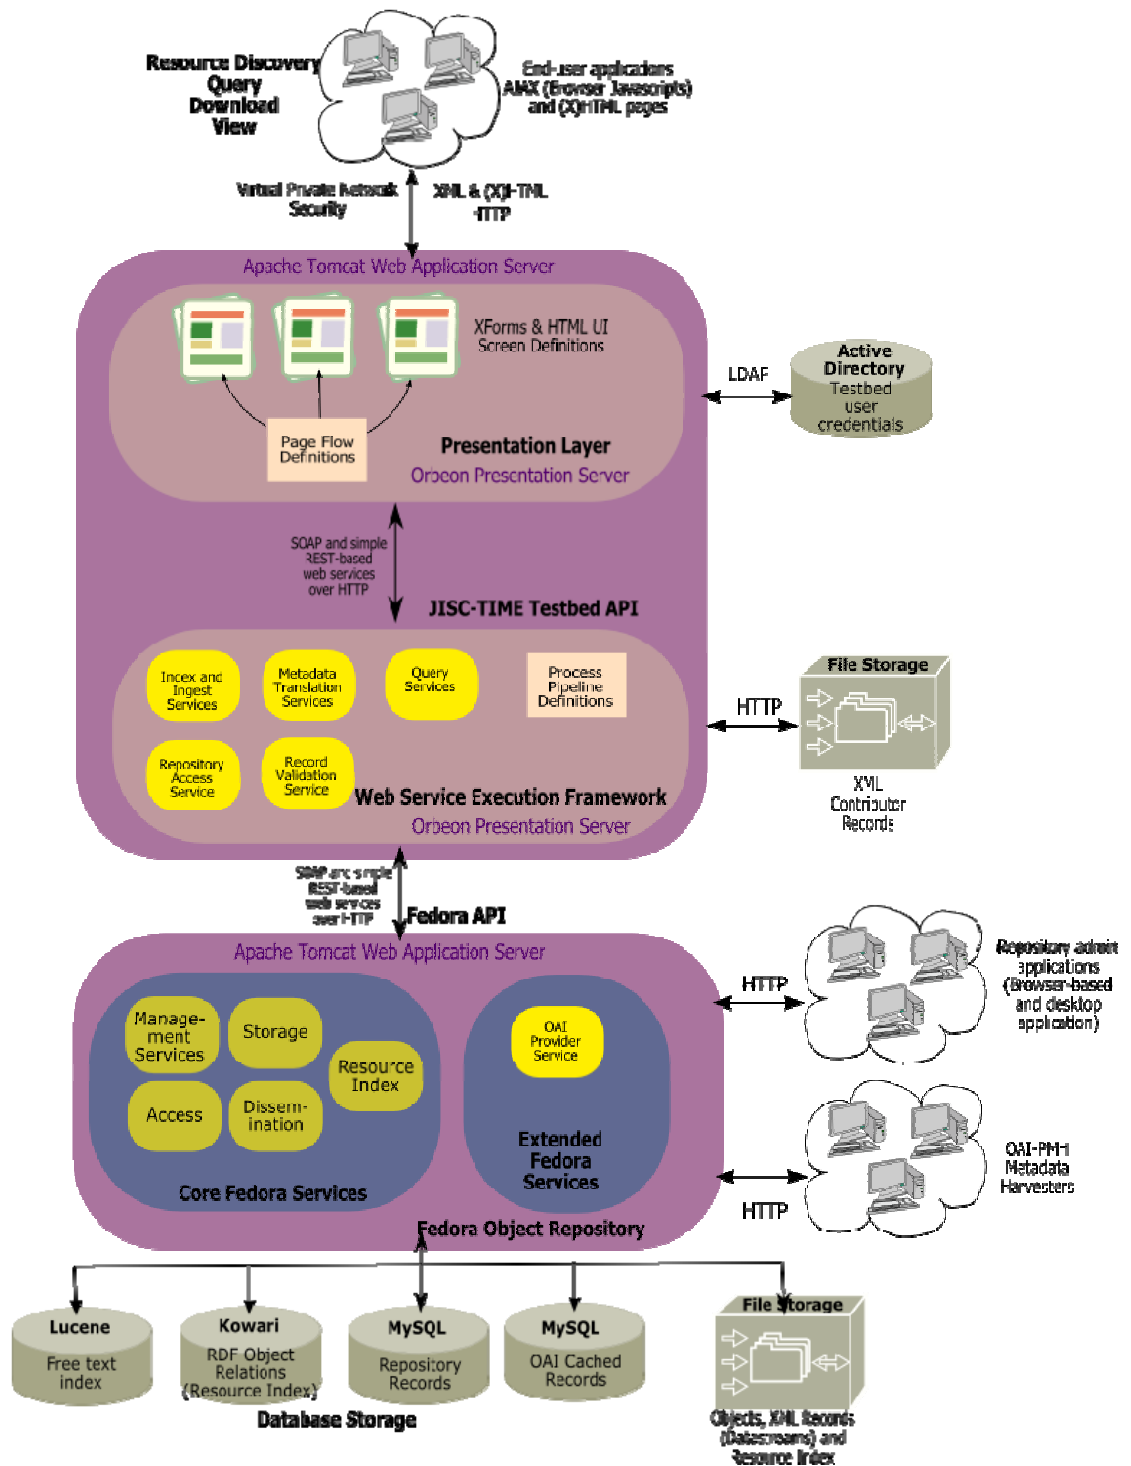 Resource Discovery
Query
Download
View
End-user applications
AJAX (Browser Javascripts)
and (X)HTML pages
Virtual Private Network
Security
XML & (X)HTML
HTTP
Apache Tomcat Web Application Server
XForms & HTML UI
Screen Definitions
Page Flow
Definitions
Presentation Layer
Orbeon Presentation Server
LDAP
Active
Directory
Testbed
user
credentials
SOAP and simple
REST-based
web services
over HTTP
JISC-TIME Testbed API
Index and
Ingest
Services
Metadata
Translation
Services
Query
Services
Process
Pipeline
Definitions
Repository
Access
Service
Record
Validation
Service
Web Service Execution Framework
Orbeon Presentation Server
HTTP
File Storage
XML
Contributor
Records
SOAP and simple
REST-based
web services
over HTTP
Fedora API
Apache Tomcat Web Application Server
Manage-
ment
Services
Storage
Resource
Index
Access
Dissem-
ination
Core Fedora Services
OAI
Provider
Service
Extended
Fedora
Services
Fedora Object Repository
HTTP
Repository admin
applications
(Browser-based
and desktop
application)
HTTP
OAI-PMH
Metadada
Harvesters
Lucene
Free text
index
Kowari
RDF Object
Relations
(Resource Index)
MySQL
Repository
Records
MySQL
OAI Cached
Records
Database Storage
File Storage
Objects, XML Records
(Datastreams) and
Resource Index